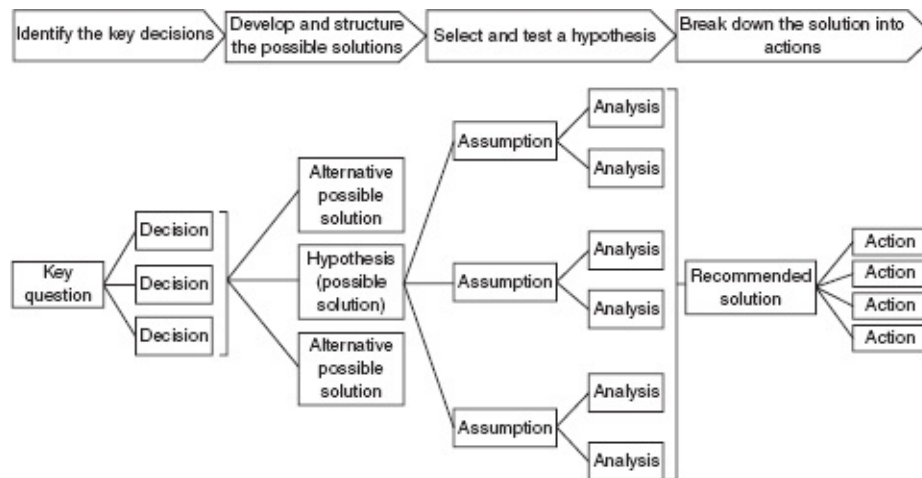 Identify the key decisions
Develop and structure
the possible solutions
Select and test a hypothesis
Break down the solution into
actions
Key
question
Decision
Decision
Decision
Alternative
possible
solution
Hypothesis
(possible
solution)
Alternative
possible
solution
Assumption
Assumption
Assumption
Analysis
Analysis
Analysis
Analysis
Analysis
Analysis
Recommended
solution
Action
Action
Action
Action